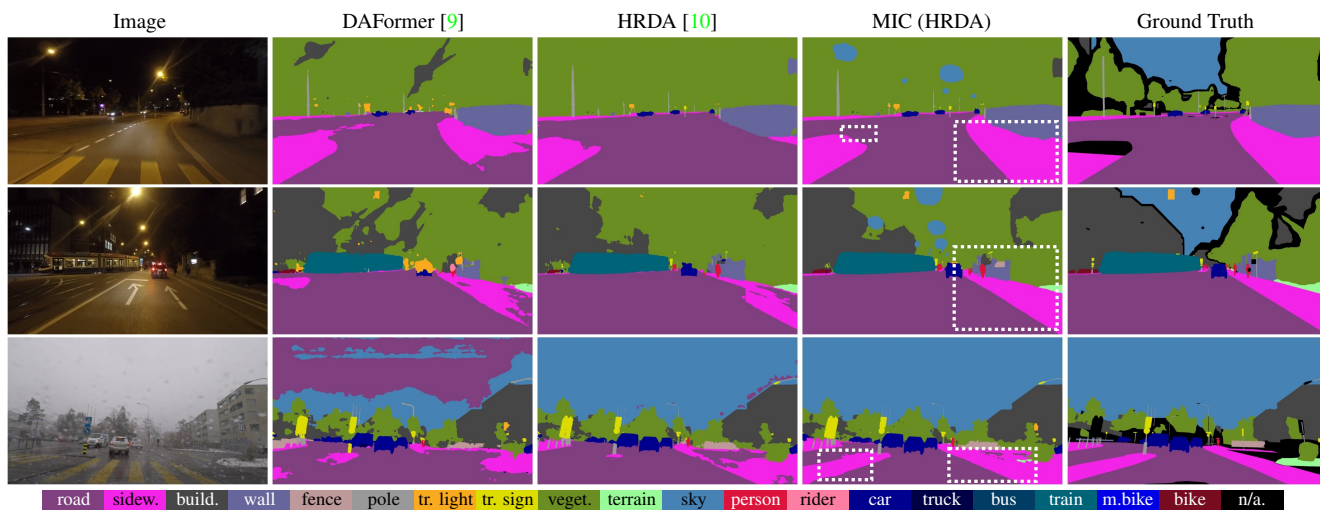 Image DAFormer [9] HRDA [10] MIC (HRDA) Ground Truth
road sidew. build. wall fence pole tr. light tr. sign veget. terrain sky person rider car truck bus train m.bike bike n/a.